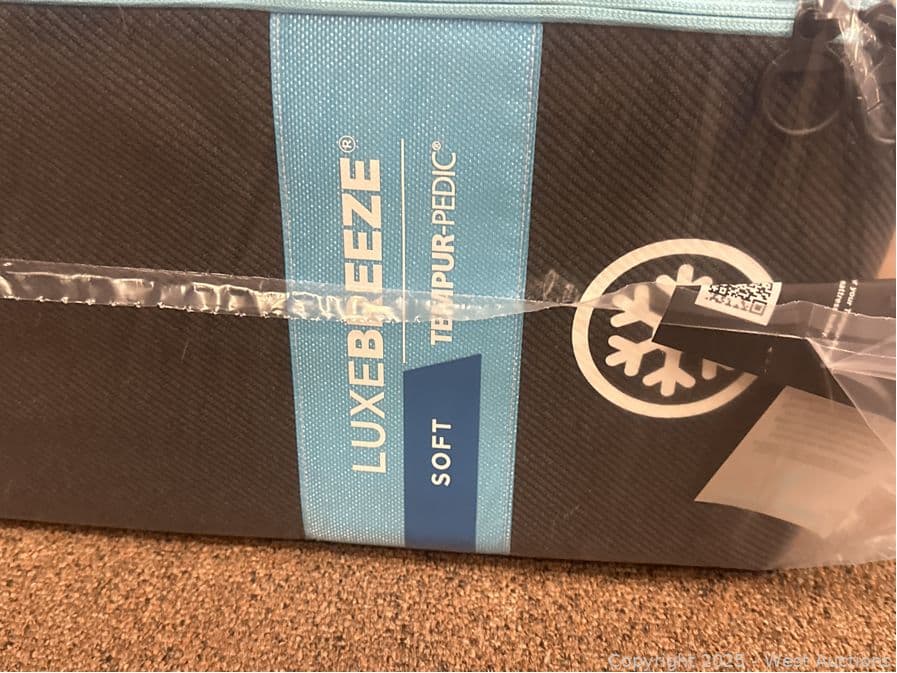 LUXEBREEZE®
TEMPUR-PEDIC®
SOFT
Copyright 2025 - West Auctions